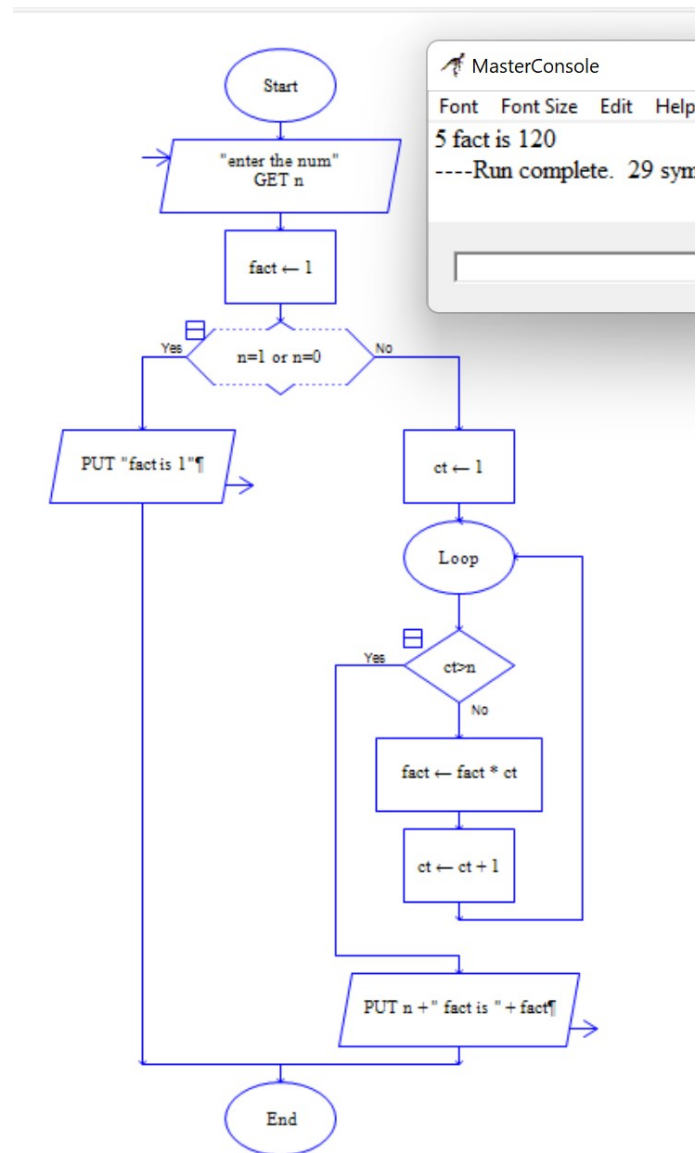 MasterConsole
Font Font Size Edit Help
5 fact is 120
----Run complete. 29
Start
"enter the num"
GET n
fact ← 1
n=1 or n=0
Yes
No
PUT "fact is 1"¶
ct ← 1
Loop
ct>n
Yes
No
fact ← fact * ct
ct ← ct + 1
PUT n +" fact is " + fact¶
End